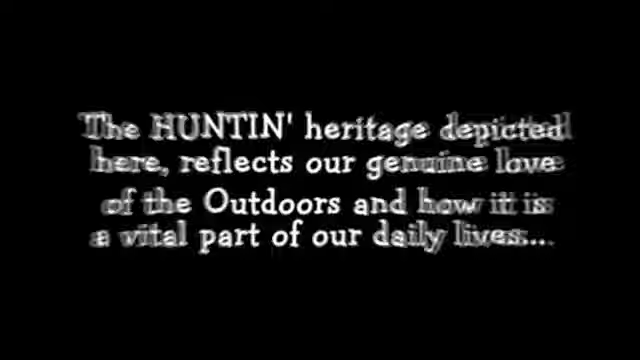 The HUNTIN' heritage depicted
here, reflects our genuine love
of the Outdoors and how it is
a vital part of our daily lives....